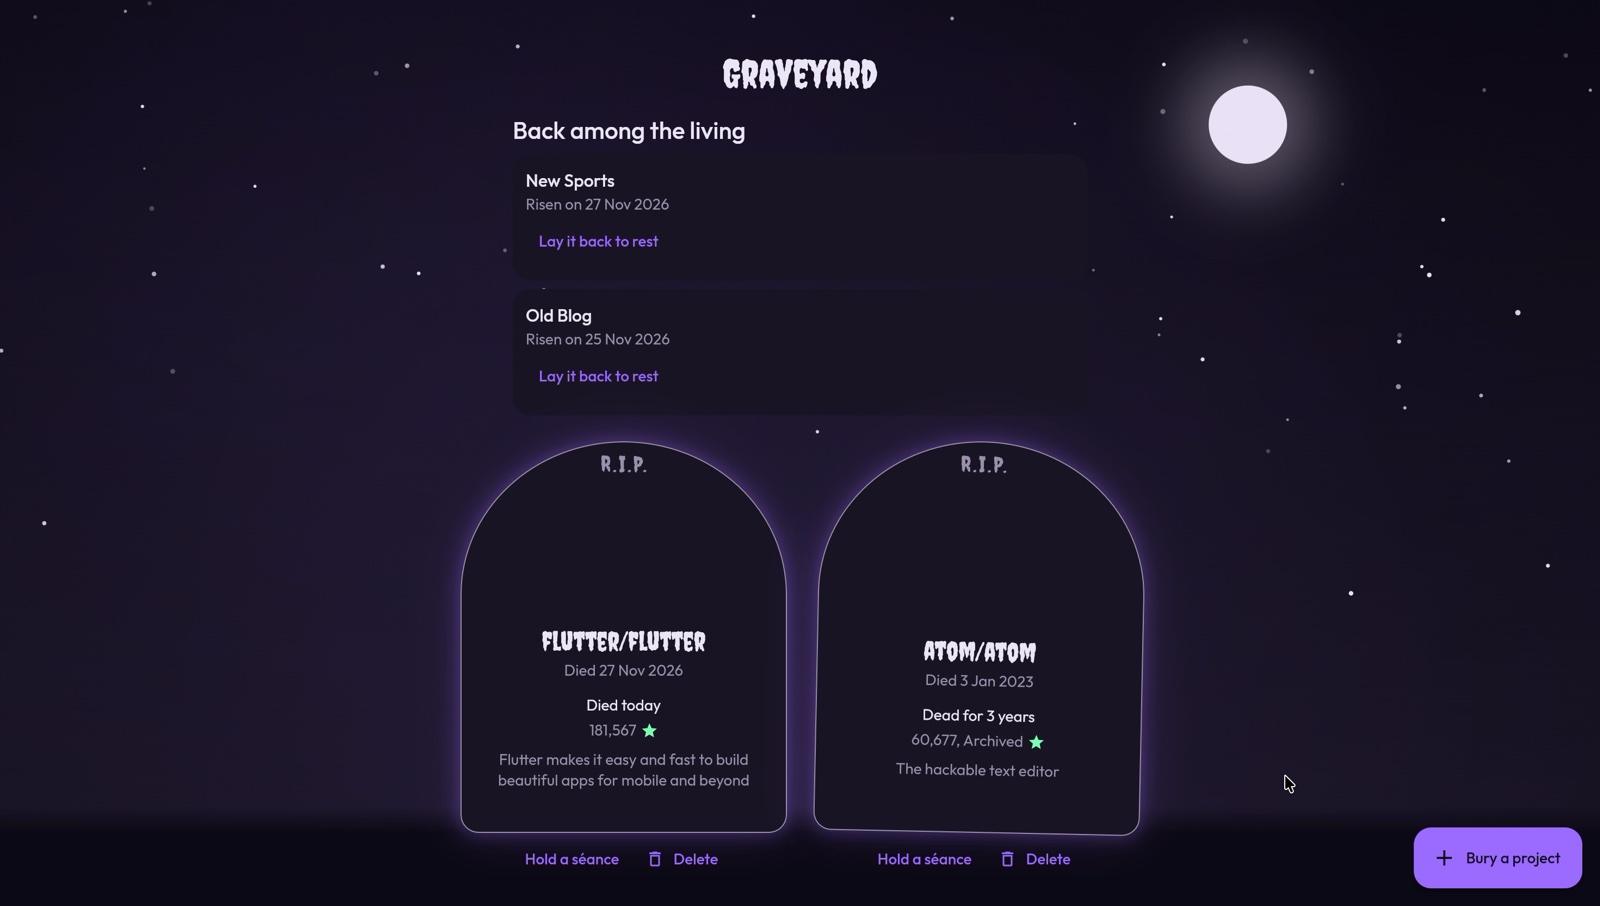 GRAVEYARD
Back among the living
New Sports
Risen on 27 Nov 2026
Lay it back to rest
Old Blog
Risen on 25 Nov 2026
Lay it back to rest
R.I.P.
FLUTTER/FLUTTER
Died 27 Nov 2026
Died today
181,567
Flutter makes it easy and fast to build
beautiful apps for mobile and beyond
Hold a séance
Delete
R.I.P.
ATOM/ATOM
Died 3 Jan 2023
Dead for 3 years
60,677, Archived
The hackable text editor
Hold a séance
Delete
Bury a project